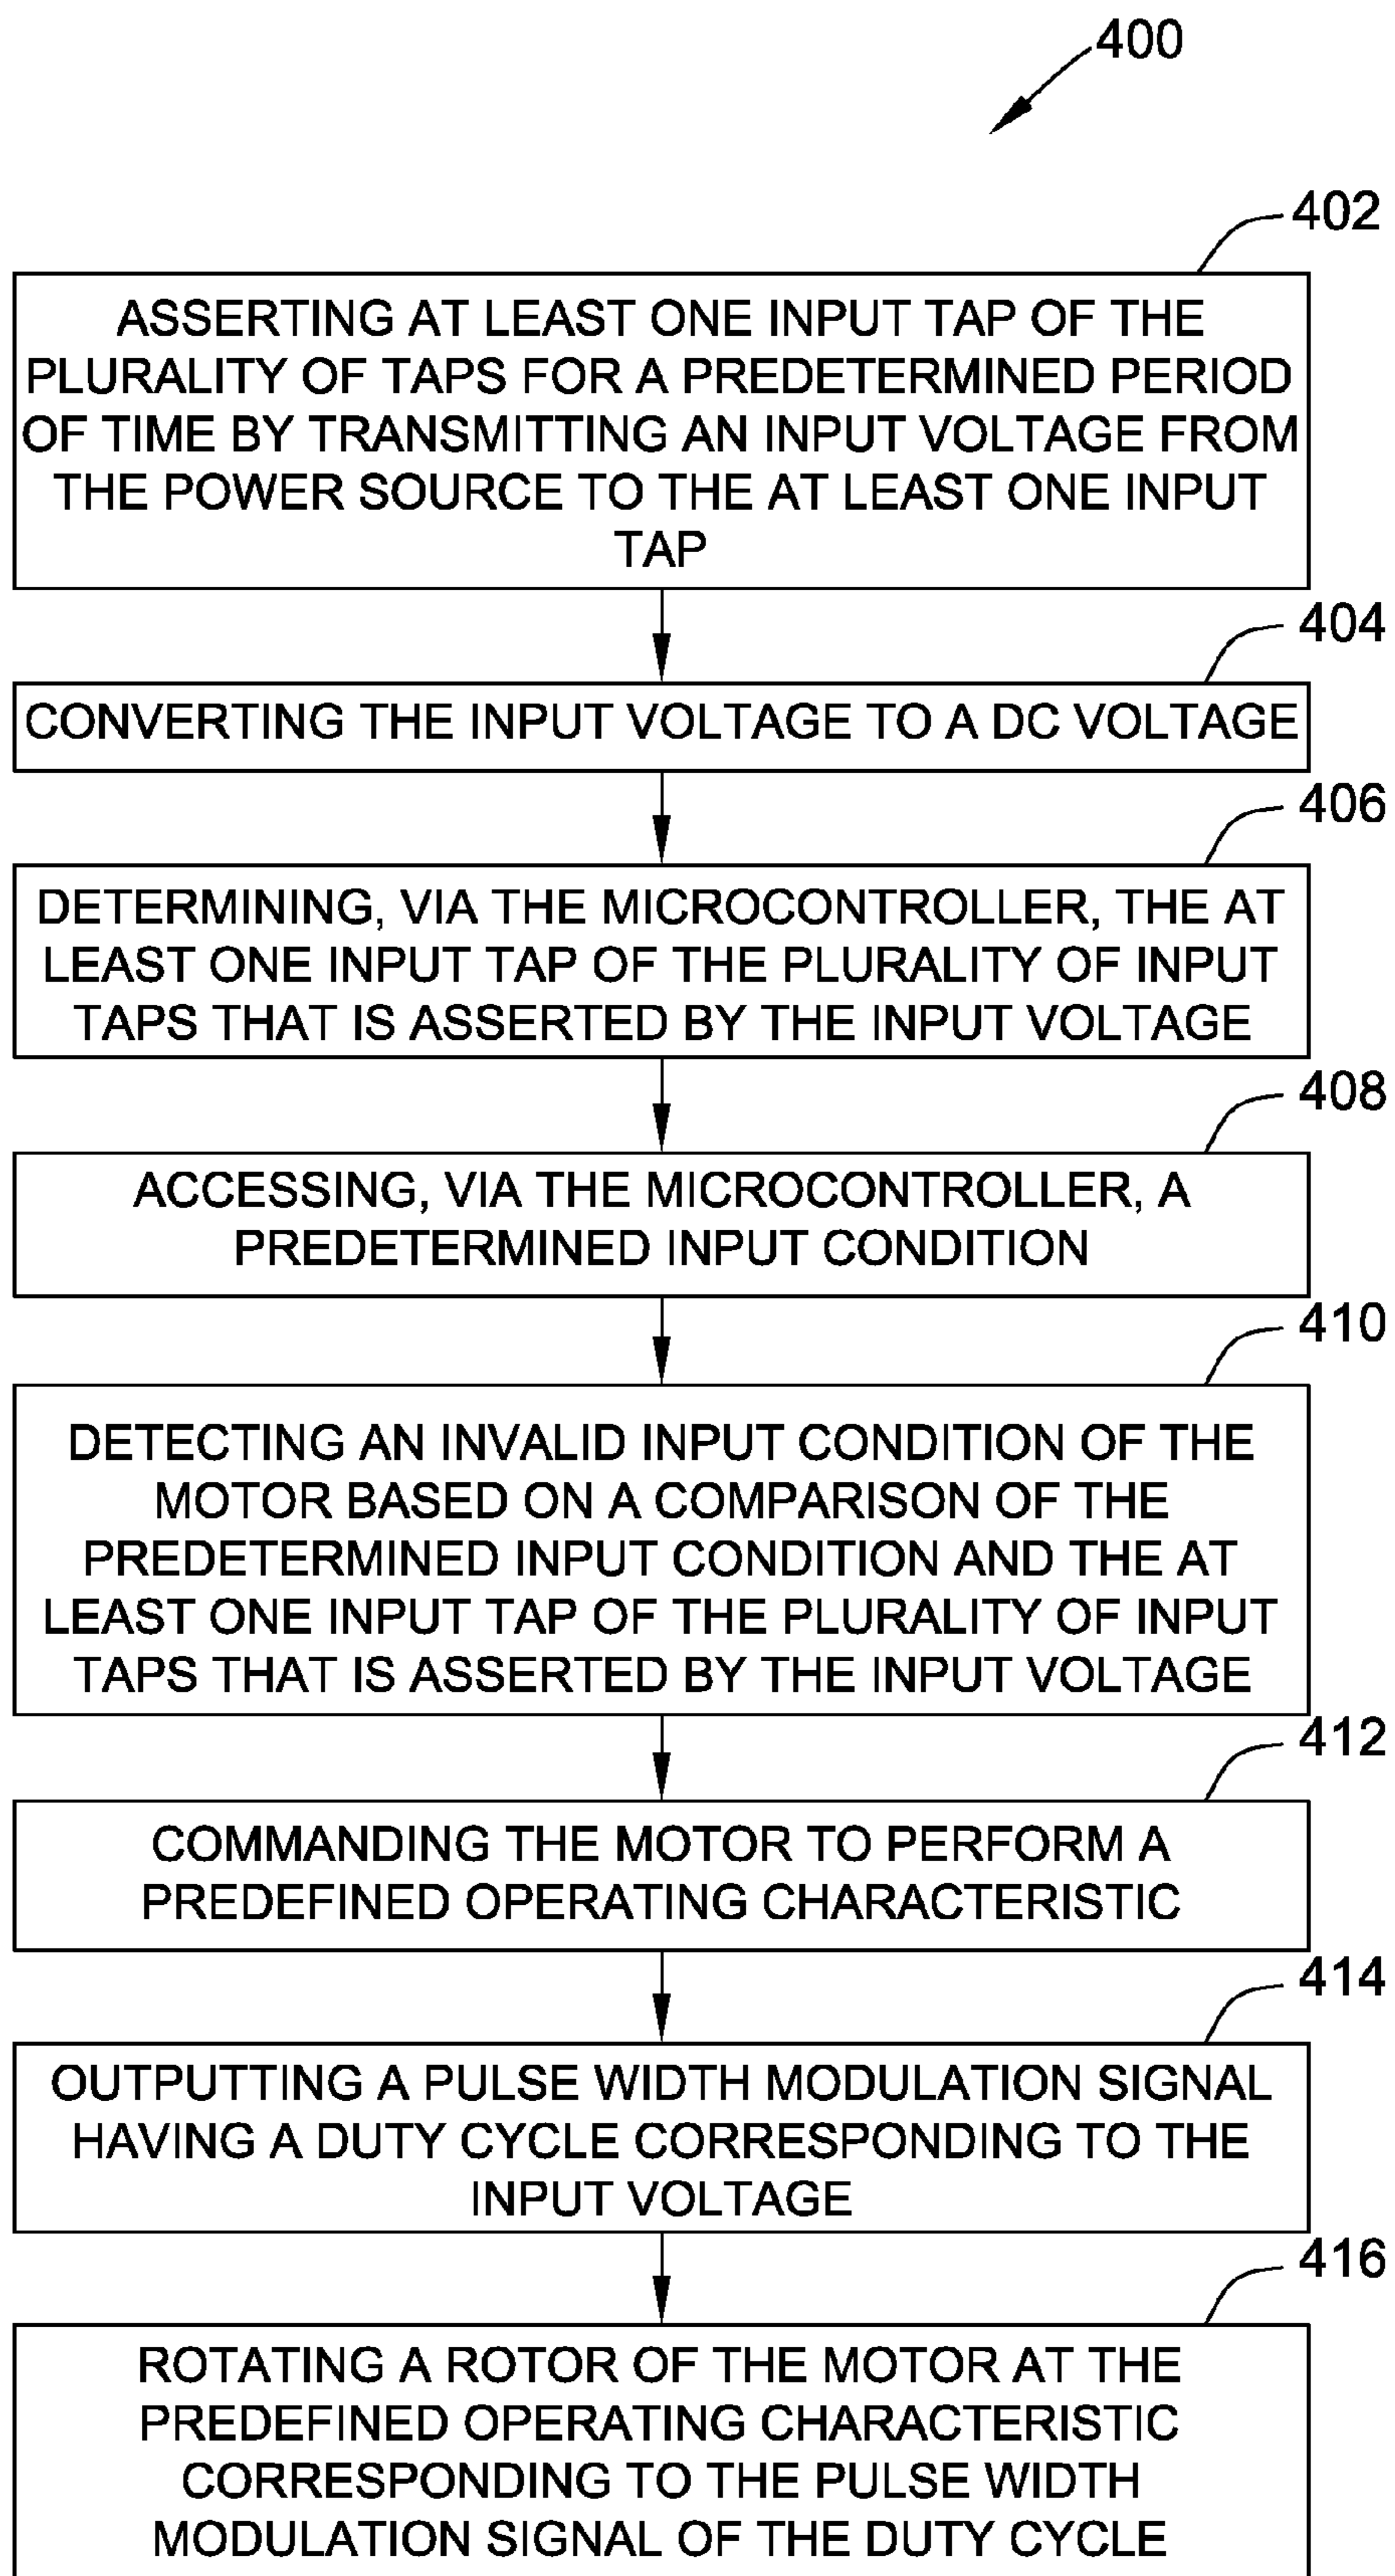 400
402
ASSERTING AT LEAST ONE INPUT TAP OF THE
PLURALITY OF TAPS FOR A PREDETERMINED PERIOD
OF TIME BY TRANSMITTING AN INPUT VOLTAGE FROM
THE POWER SOURCE TO THE AT LEAST ONE INPUT
TAP
404
CONVERTING THE INPUT VOLTAGE TO A DC VOLTAGE
406
DETERMINING, VIA THE MICROCONTROLLER, THE AT
LEAST ONE INPUT TAP OF THE PLURALITY OF INPUT
TAPS THAT IS ASSERTED BY THE INPUT VOLTAGE
408
ACCESSING, VIA THE MICROCONTROLLER, A
PREDETERMINED INPUT CONDITION
410
DETECTING AN INVALID INPUT CONDITION OF THE
MOTOR BASED ON A COMPARISON OF THE
PREDETERMINED INPUT CONDITION AND THE AT
LEAST ONE INPUT TAP OF THE PLURALITY OF INPUT
TAPS THAT IS ASSERTED BY THE INPUT VOLTAGE
412
COMMANDING THE MOTOR TO PERFORM A
PREDEFINED OPERATING CHARACTERISTIC
414
OUTPUTTING A PULSE WIDTH MODULATION SIGNAL
HAVING A DUTY CYCLE CORRESPONDING TO THE
INPUT VOLTAGE
416
ROTATING A ROTOR OF THE MOTOR AT THE
PREDEFINED OPERATING CHARACTERISTIC
CORRESPONDING TO THE PULSE WIDTH
MODULATION SIGNAL OF THE DUTY CYCLE